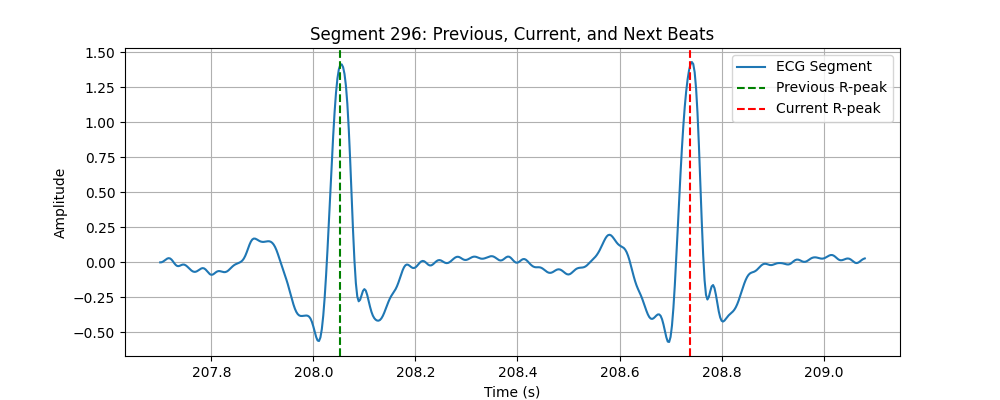 Segment 296: Previous, Current, and Next Beats
1.50
1.25
1.00
0.75
0.50
0.25
0.00
−0.25
−0.50
Amplitude
ECG Segment
Previous R-peak
Current R-peak
207.8 208.0 208.2 208.4 208.6 208.8 209.0
Time (s)